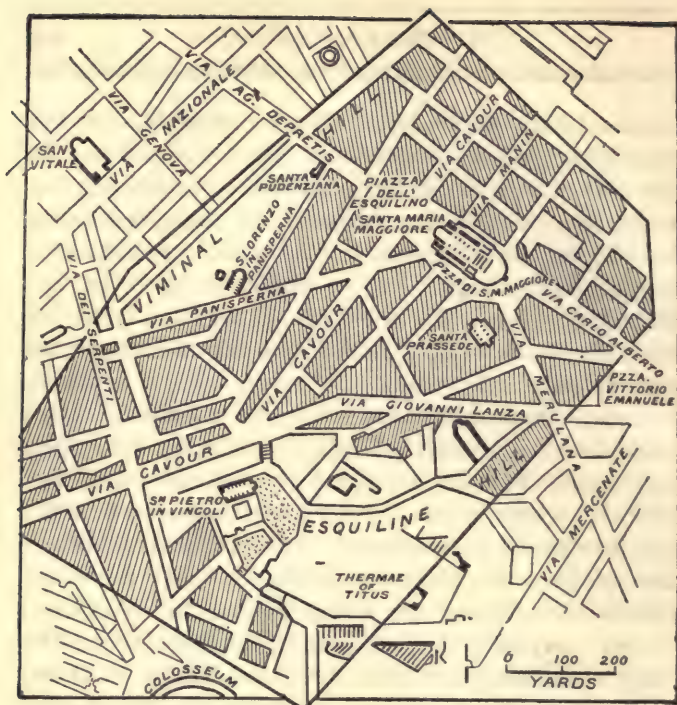 VIA NAZIONALE
VIA GENOVA
VIA AG. DEPRETIS
SAN
VITALE
HILL
SANTA
PUDENZIANA
PIAZZA
DELL'
ESQUILINO
VIA CAVOUR
VIA MANIN
SANTA MARIA
MAGGIORE
S. LORENZO
IN
PANISPERNA
VIMINAL
PZZA DI S.M. MAGGIORE
VIA DEI SERPENTI
VIA PANISPERNA
VIA CAVOUR
SANTA
PRASSEDE
VIA CARLO ALBERTO
VIA MERULANA
PZZA.
VITTORIO
EMANUELE
VIA GIOVANNI LANZA
VIA CAVOUR
HILL
SN PIETRO
IN VINCOLI
ESQUILINE
VIA MERCENATE
THERMAE
OF
TITUS
COLOSSEUM
0 100 200
YARDS